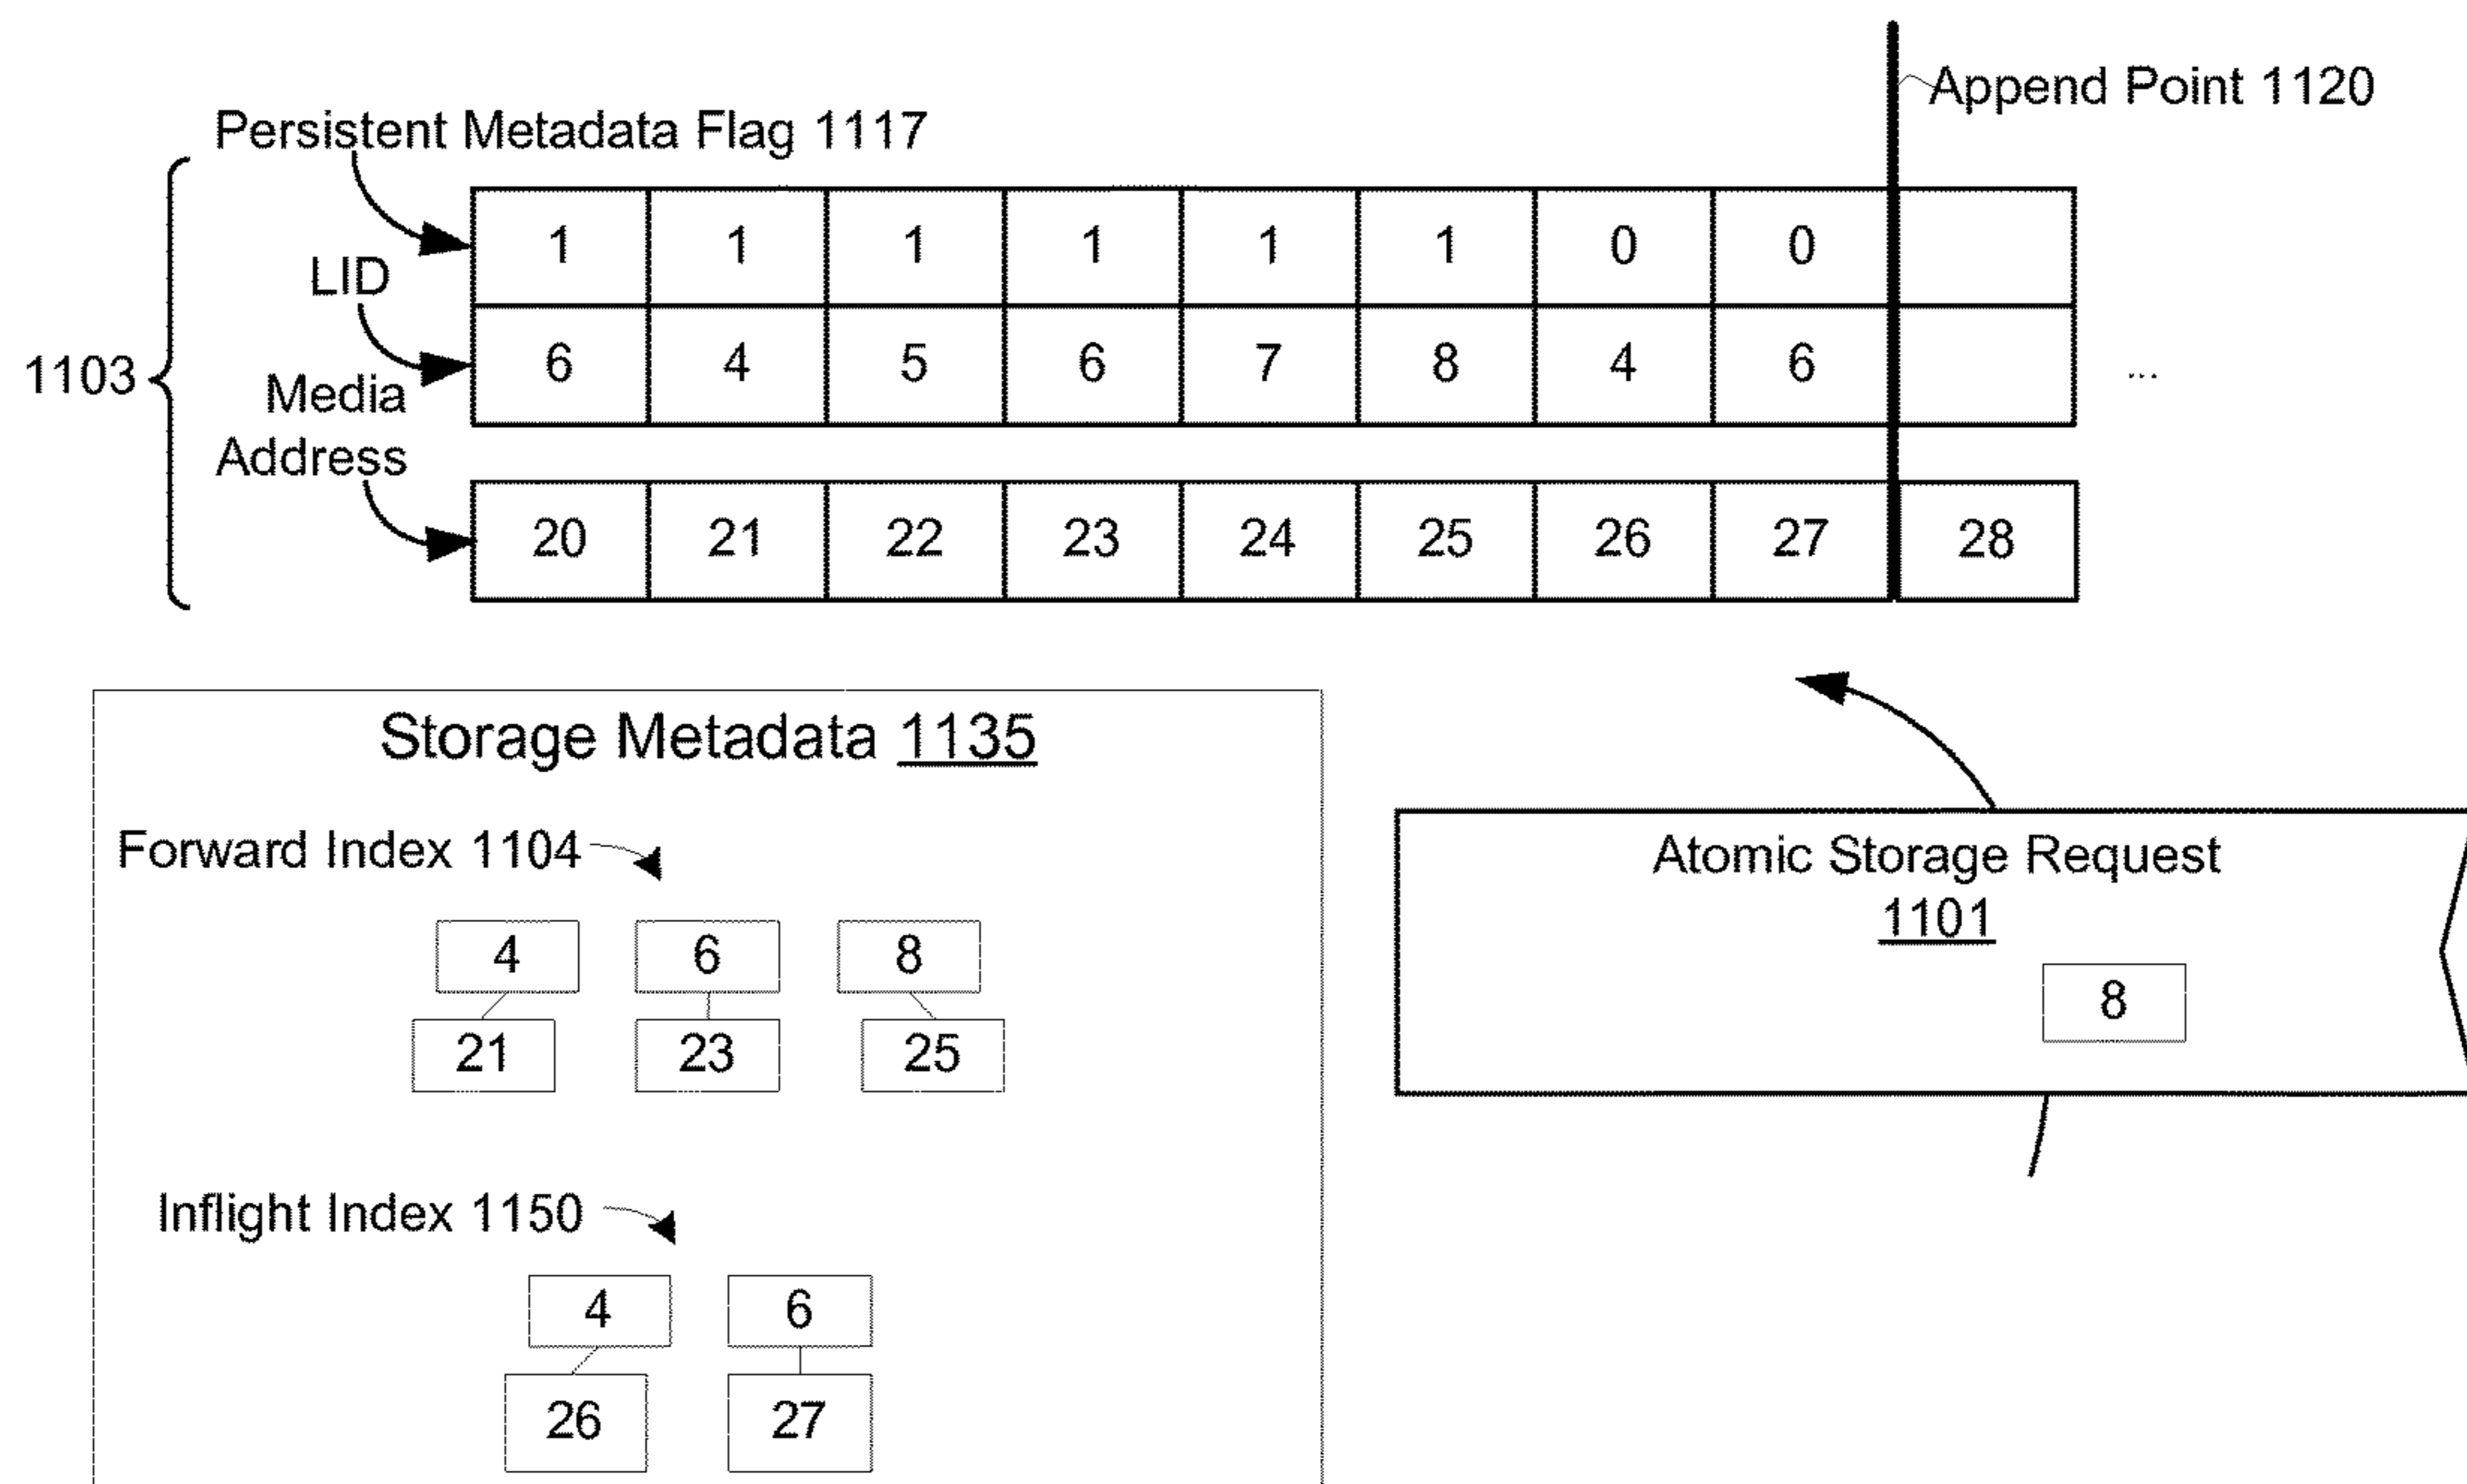 Append Point 1120
Persistent Metadata Flag 1117
1 1 1 1 1 1 0 0
LID
6 4 5 6 7 8 4 6 ...
1103
Media
Address
20 21 22 23 24 25 26 27 28
Storage Metadata 1135
Forward Index 1104
4 6 8
21 23 25
Inflight Index 1150
4 6
26 27
Atomic Storage Request
1101
8